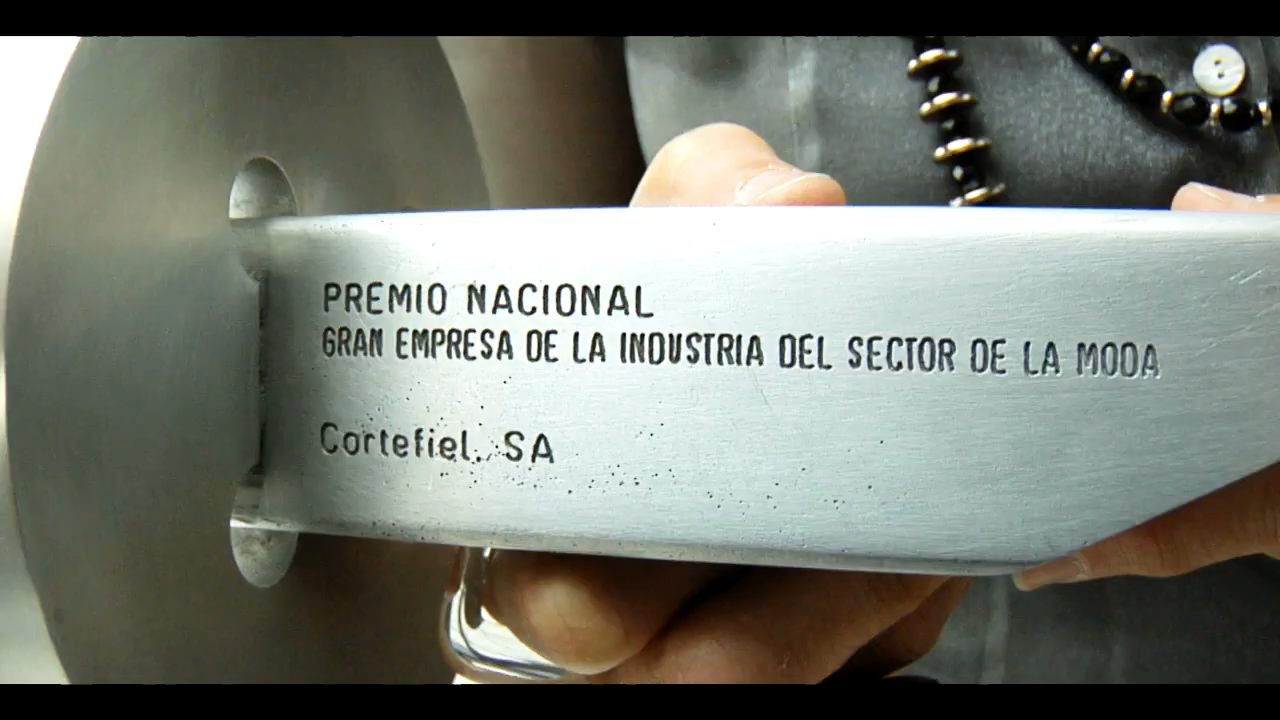 PREMIO NACIONAL
GRAN EMPRESA DE LA INDUSTRIA DEL SECTOR DE LA MODA
Cortefiel. SA